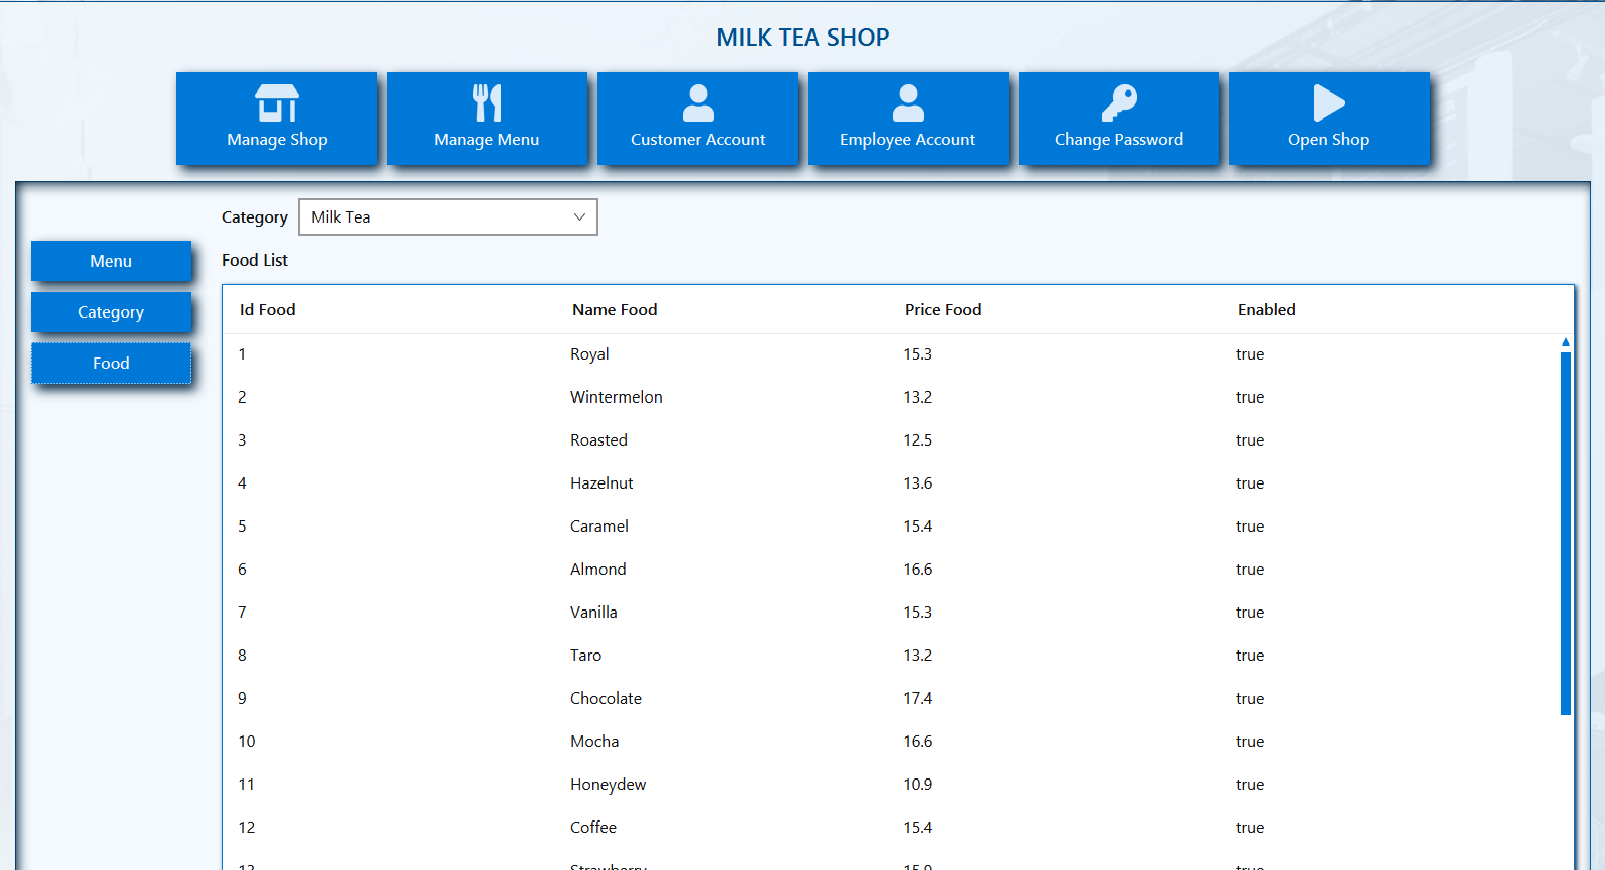 MILK TEA SHOP
Manage Shop Manage Menu Customer Account Employee Account Change Password Open Shop
Category Milk Tea
Menu
Category
Food
Food List
Id Food Name Food Price Food Enabled
1 Royal 15.3 true
2 Wintermelon 13.2 true
3 Roasted 12.5 true
4 Hazelnut 13.6 true
5 Caramel 15.4 true
6 Almond 16.6 true
7 Vanilla 15.3 true
8 Taro 13.2 true
9 Chocolate 17.4 true
10 Mocha 16.6 true
11 Honeydew 10.9 true
12 Coffee 15.4 true
Strawberry true